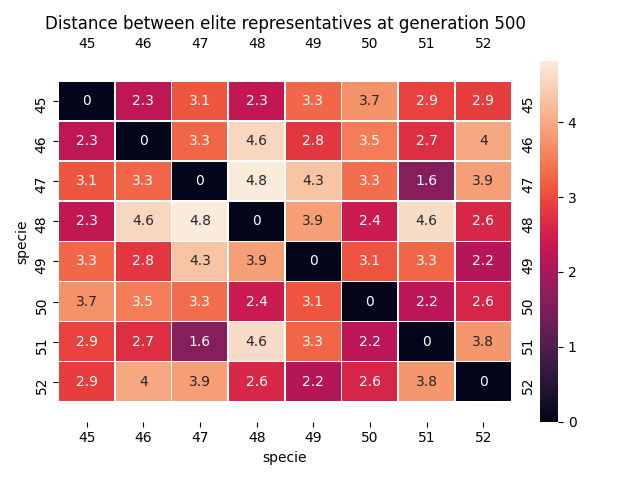 Distance between elite representatives at generation 500
45 46 47 48 49 50 51 52
45 0 2.3 3.1 2.3 3.3 3.7 2.9 2.9 45
46 2.3 0 3.3 4.6 2.8 3.5 2.7 4 46
47 3.1 3.3 0 4.8 4.3 3.3 1.6 3.9 47
48 2.3 4.6 4.8 0 3.9 2.4 4.6 2.6 48
49 3.3 2.8 4.3 3.9 0 3.1 3.3 2.2 49
50 3.7 3.5 3.3 2.4 3.1 0 2.2 2.6 50
51 2.9 2.7 1.6 4.6 3.3 2.2 0 3.8 51
52 2.9 4 3.9 2.6 2.2 2.6 3.8 0 52
45 46 47 48 49 50 51 52
specie
specie
4
3
2
1
0